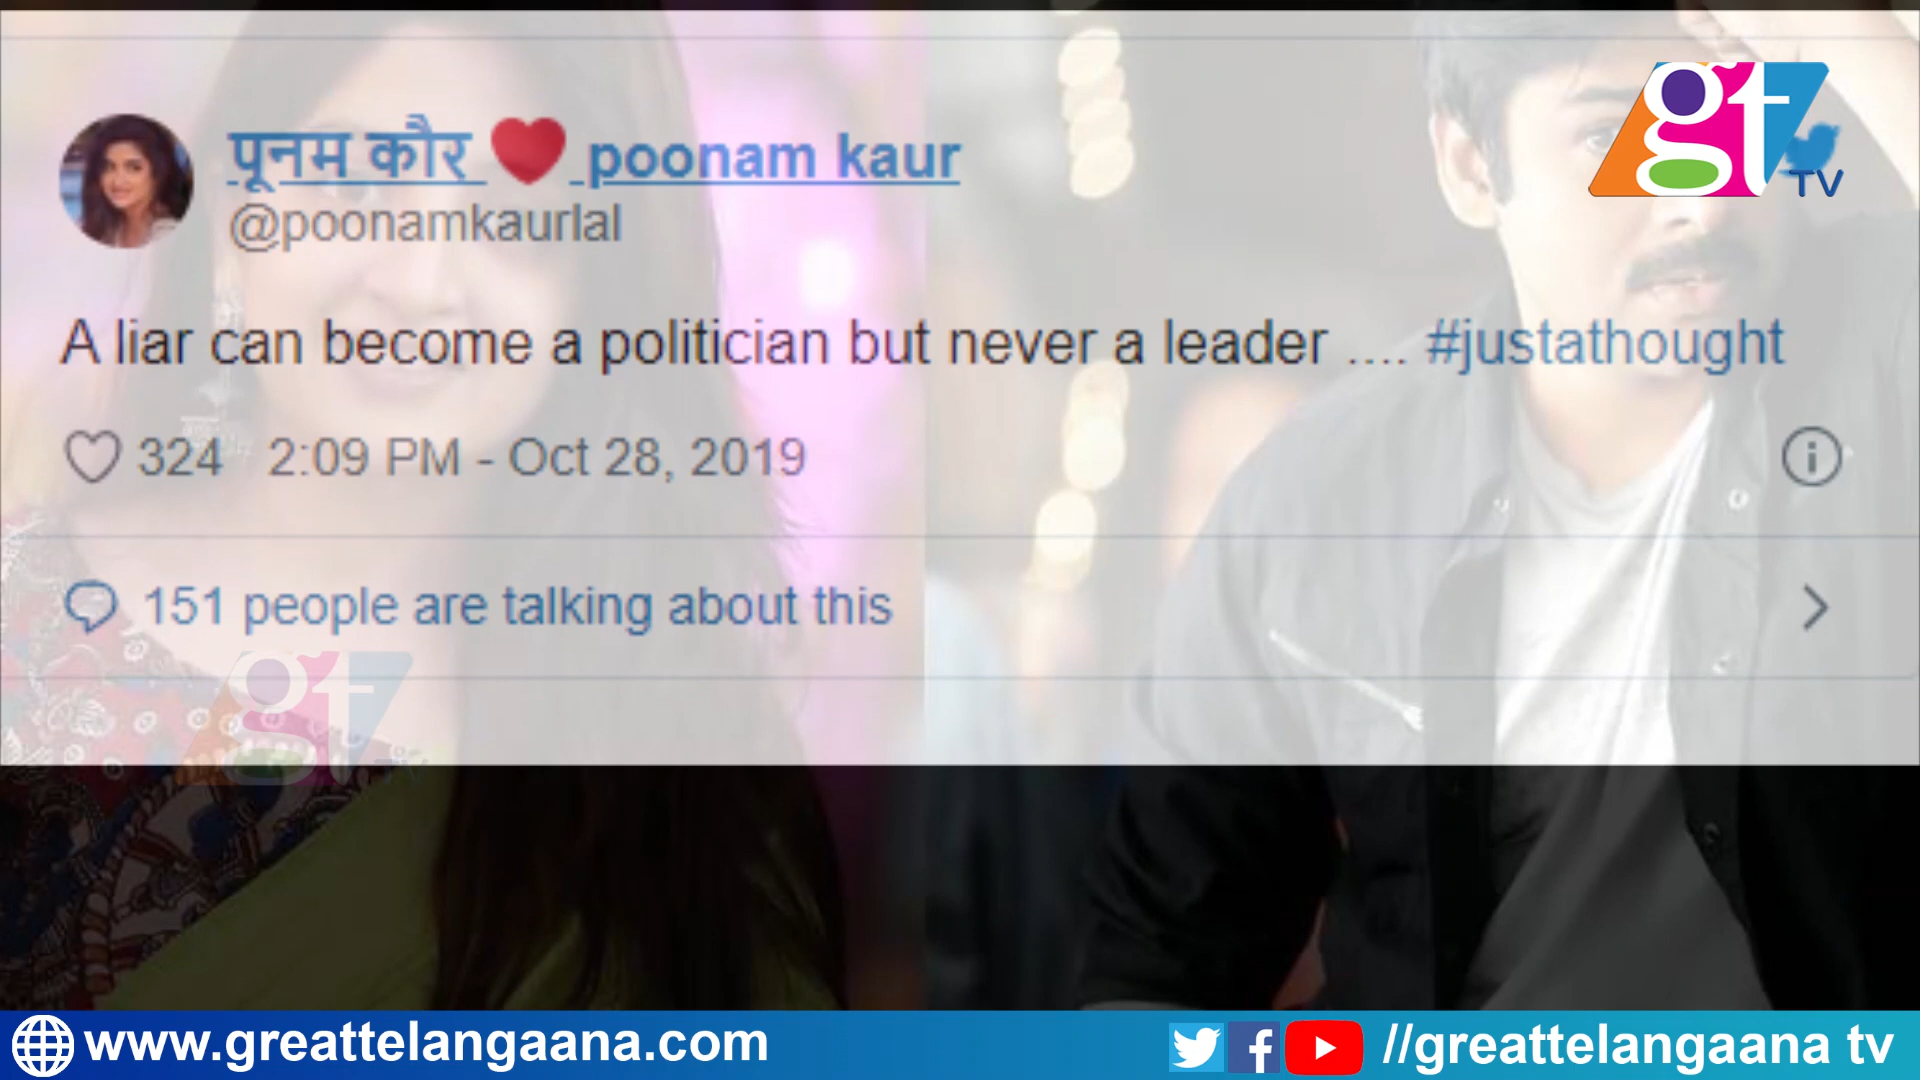 gt
TV
पूनम कौर ❤ poonam kaur
@poonamkaurlal
A liar can become a politician but never a leader .... #justathought
324 2:09 PM - Oct 28, 2019
151 people are talking about this
gt
www.greattelangaana.com
//greattelangaana tv